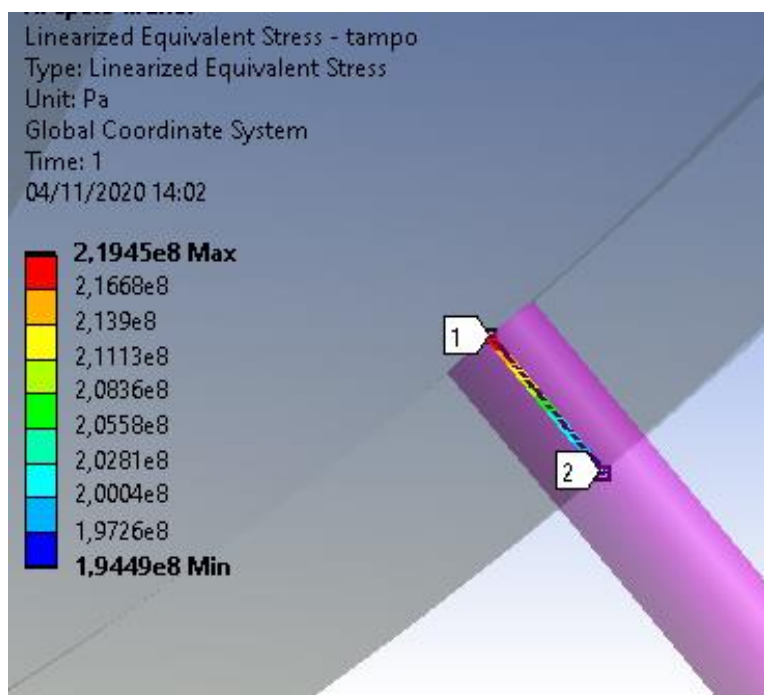 Linearized Equivalent Stress - tampo
Type: Linearized Equivalent Stress
Unit: Pa
Global Coordinate System
Time: 1
04/11/2020 14:02
2,1945e8 Max
2,1668e8
2,139e8
2,1113e8
2,0836e8
2,0558e8
2,0281e8
2,0004e8
1,9726e8
1,9449e8 Min
1
2